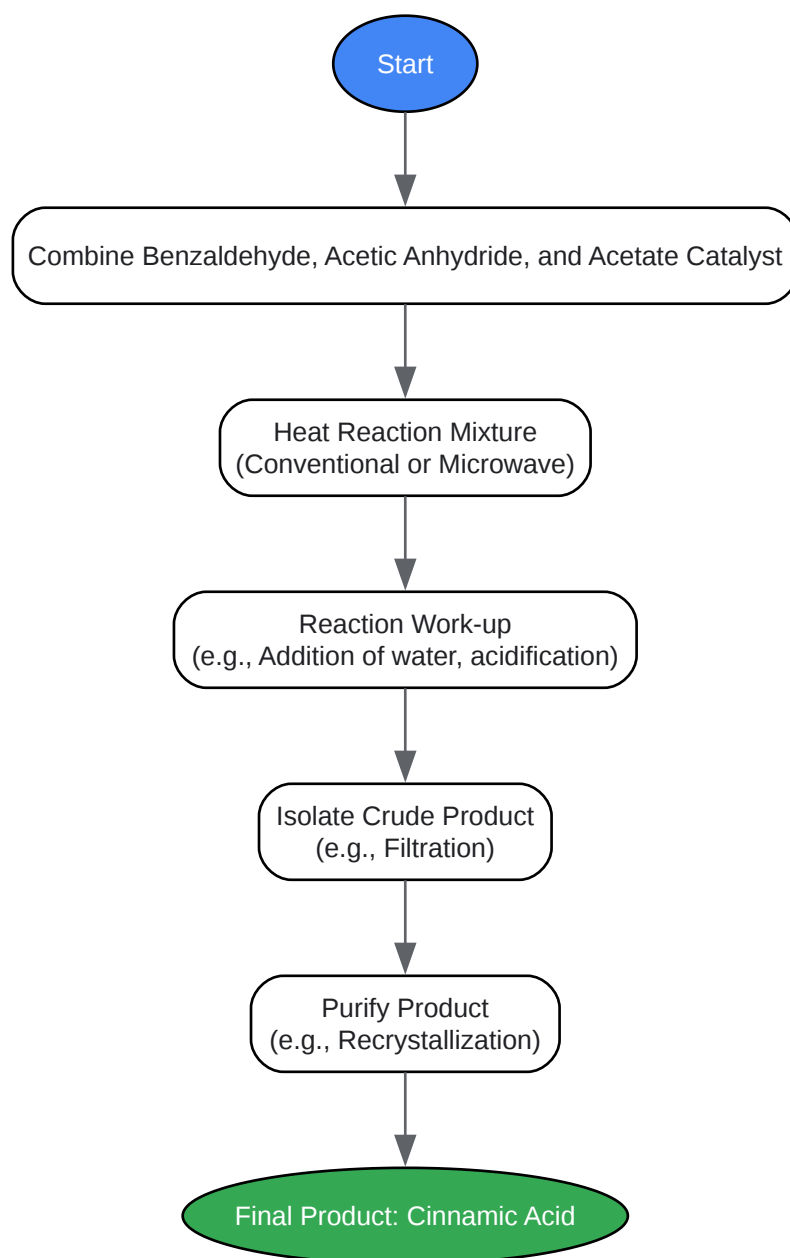 Start
Combine Benzaldehyde, Acetic Anhydride, and Acetate Catalyst
Heat Reaction Mixture
(Conventional or Microwave)
Reaction Work-up
(e.g., Addition of water, acidification)
Isolate Crude Product
(e.g., Filtration)
Purify Product
(e.g., Recrystallization)
Final Product: Cinnamic Acid